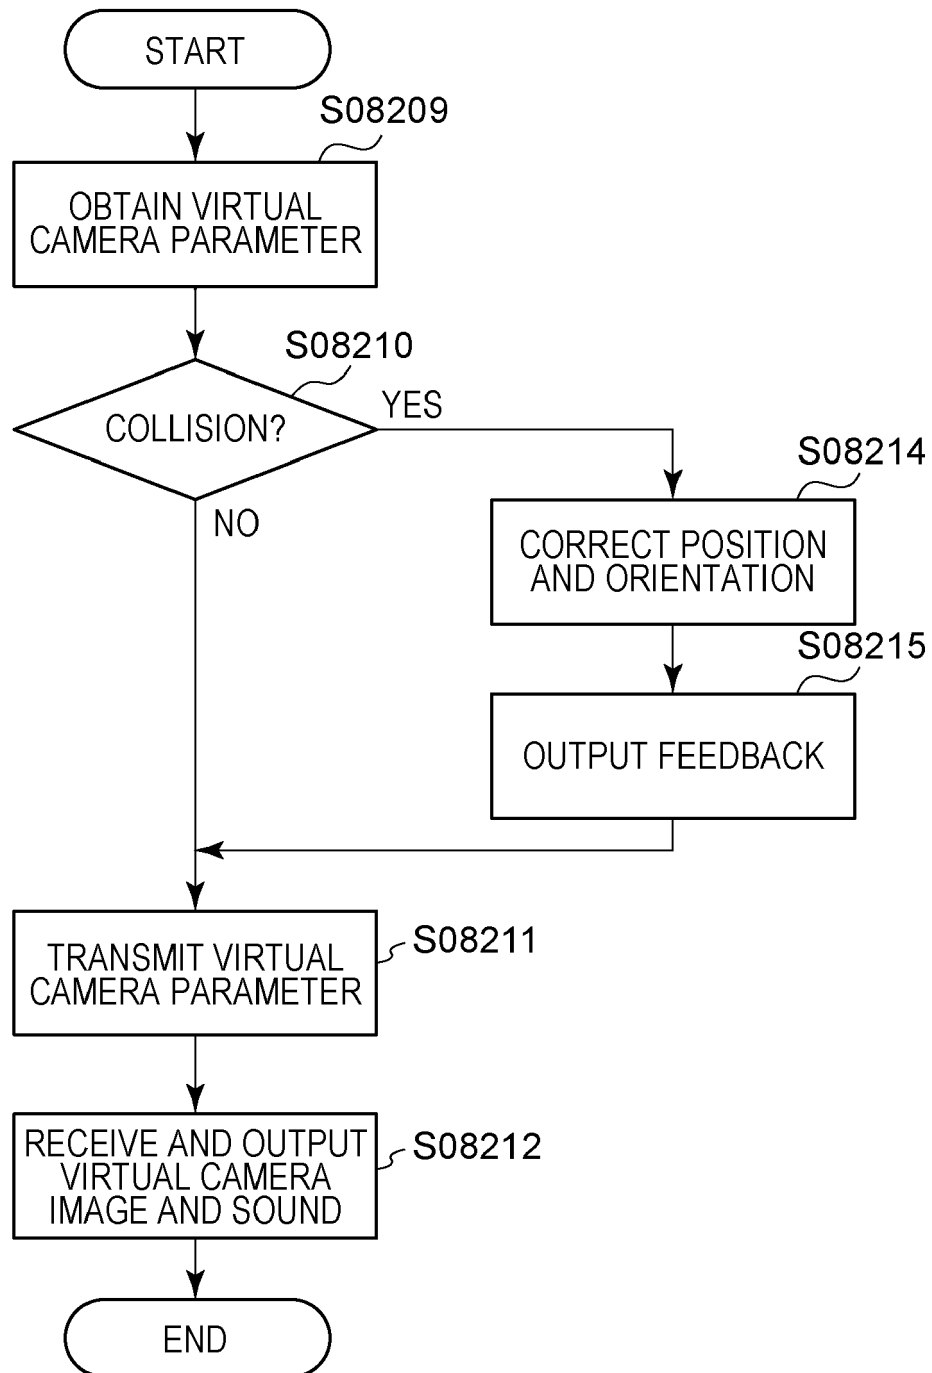 START
S08209
OBTAIN VIRTUAL
CAMERA PARAMETER
S08210
COLLISION?
YES
NO
S08214
CORRECT POSITION
AND ORIENTATION
S08215
OUTPUT FEEDBACK
TRANSMIT VIRTUAL
CAMERA PARAMETER
S08211
RECEIVE AND OUTPUT
VIRTUAL CAMERA
IMAGE AND SOUND
S08212
END